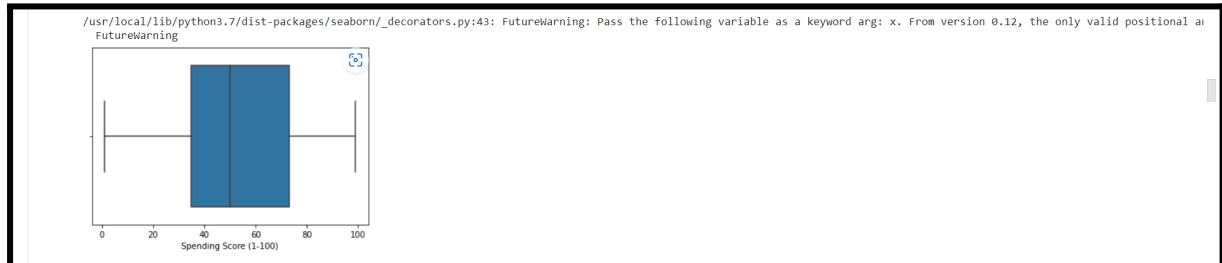 /usr/local/lib/python3.7/dist-packages/seaborn/_decorators.py:43: FutureWarning: Pass the following variable as a keyword arg: x. From version 0.12, the only valid positional
FutureWarning
0 20 40 60 80 100
Spending Score (1-100)